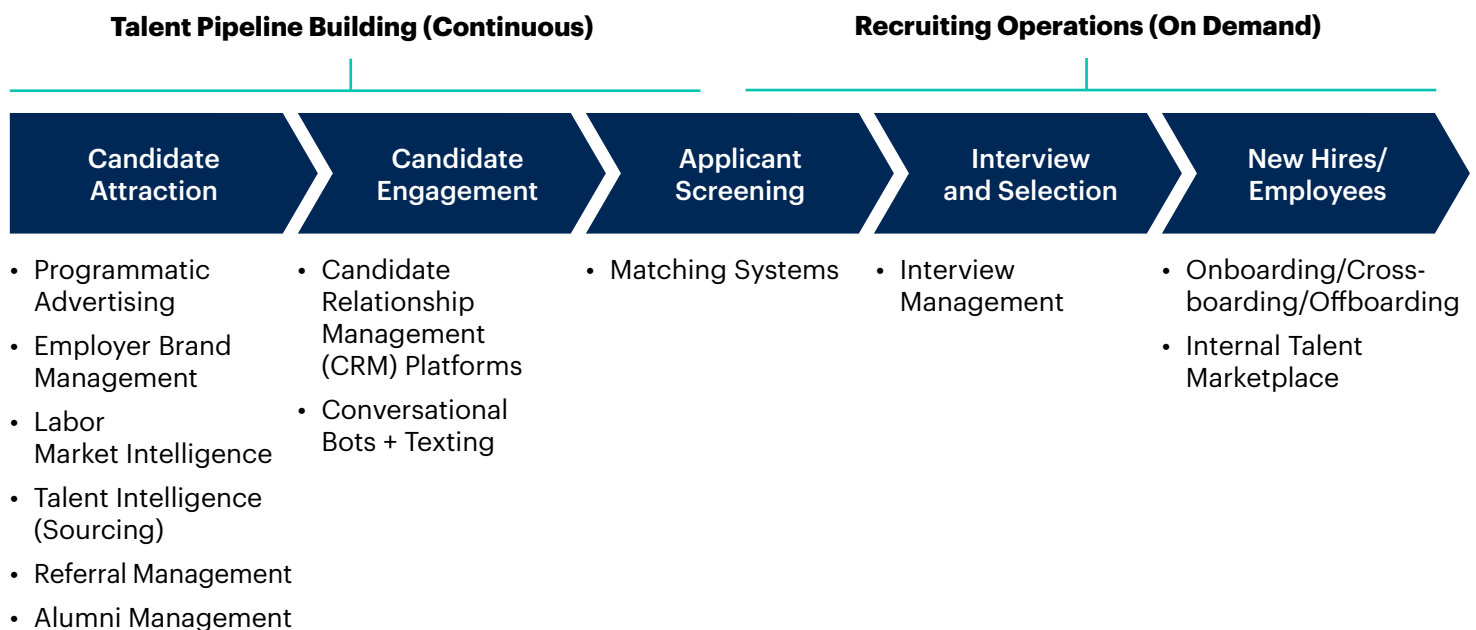 Talent Pipeline Building (Continuous)
Recruiting Operations (On Demand)
Candidate
Attraction
Candidate
Engagement
Applicant
Screening
Interview
and Selection
New Hires/
Employees
• Programmatic
Advertising
• Employer Brand
Management
• Labor
Market Intelligence
• Talent Intelligence
(Sourcing)
• Referral Management
• Alumni Management
• Candidate
Relationship
Management
(CRM) Platforms
• Conversational
Bots + Texting
• Matching Systems
• Interview
Management
• Onboarding/Cross-
boarding/Offboarding
• Internal Talent
Marketplace